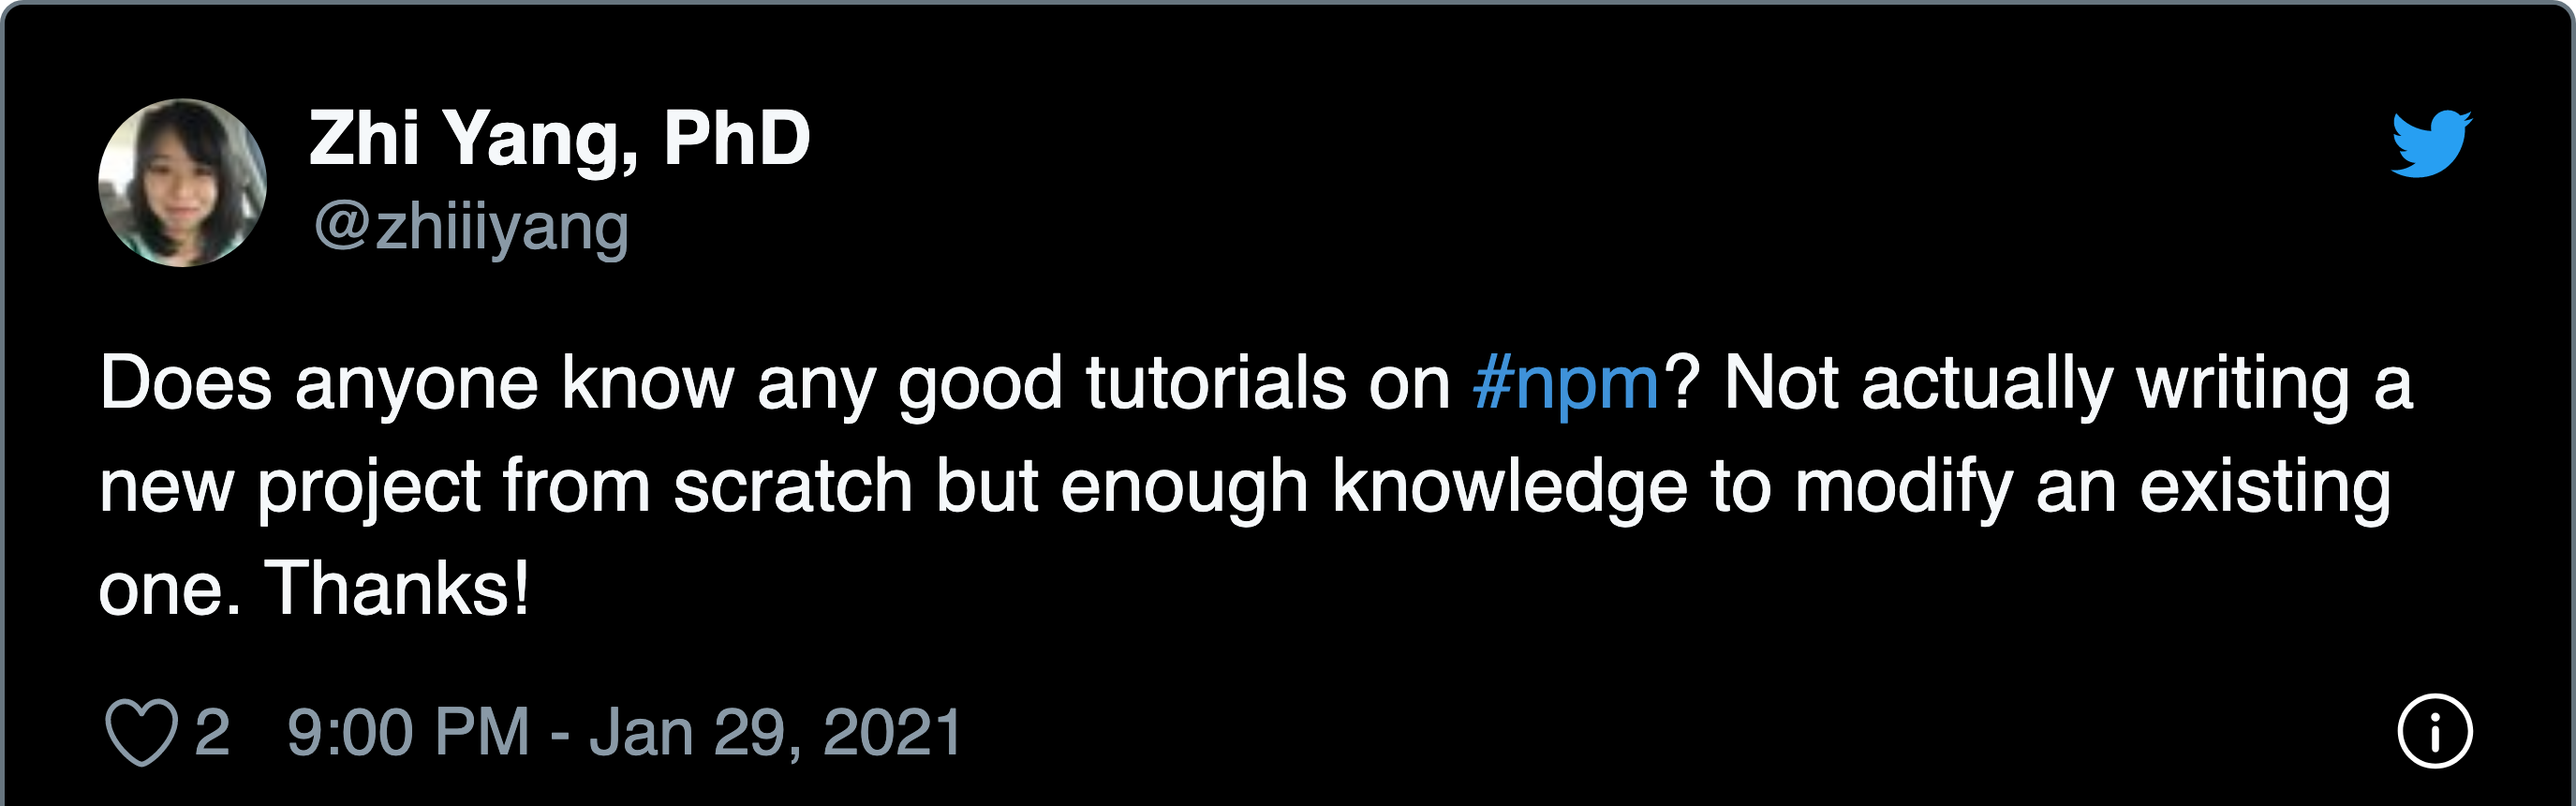 Zhi Yang, PhD
@zhiiiyang
Does anyone know any good tutorials on #npm? Not actually writing a
new project from scratch but enough knowledge to modify an existing
one. Thanks!
2 9:00 PM - Jan 29, 2021